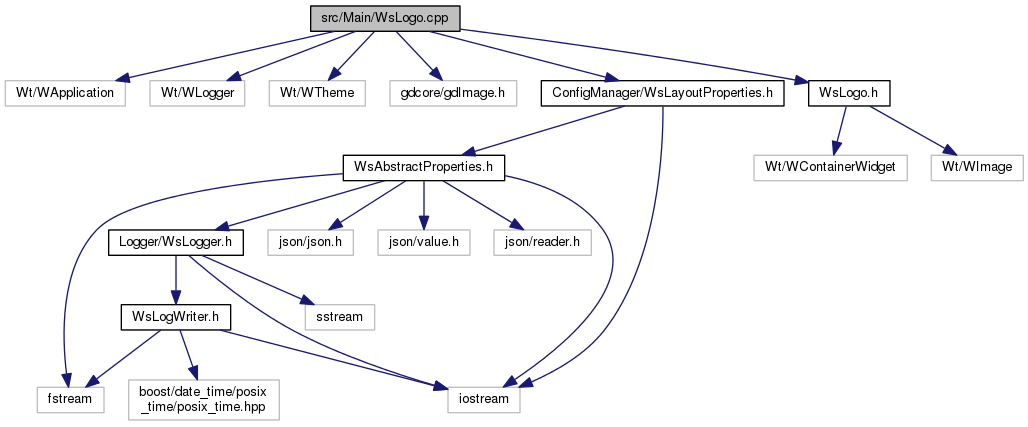 src/Main/WsLogo.cpp
Wt/WApplication
Wt/WLogger
Wt/WTheme
gdcore/gdImage.h
ConfigManager/WsLayoutProperties.h
WsLogo.h
WsAbstractProperties.h
Wt/WContainerWidget
Wt/WImage
Logger/WsLogger.h
json/json.h
json/value.h
json/reader.h
WsLogWriter.h
sstream
fstream
boost/date_time/posix
_time/posix_time.hpp
iostream